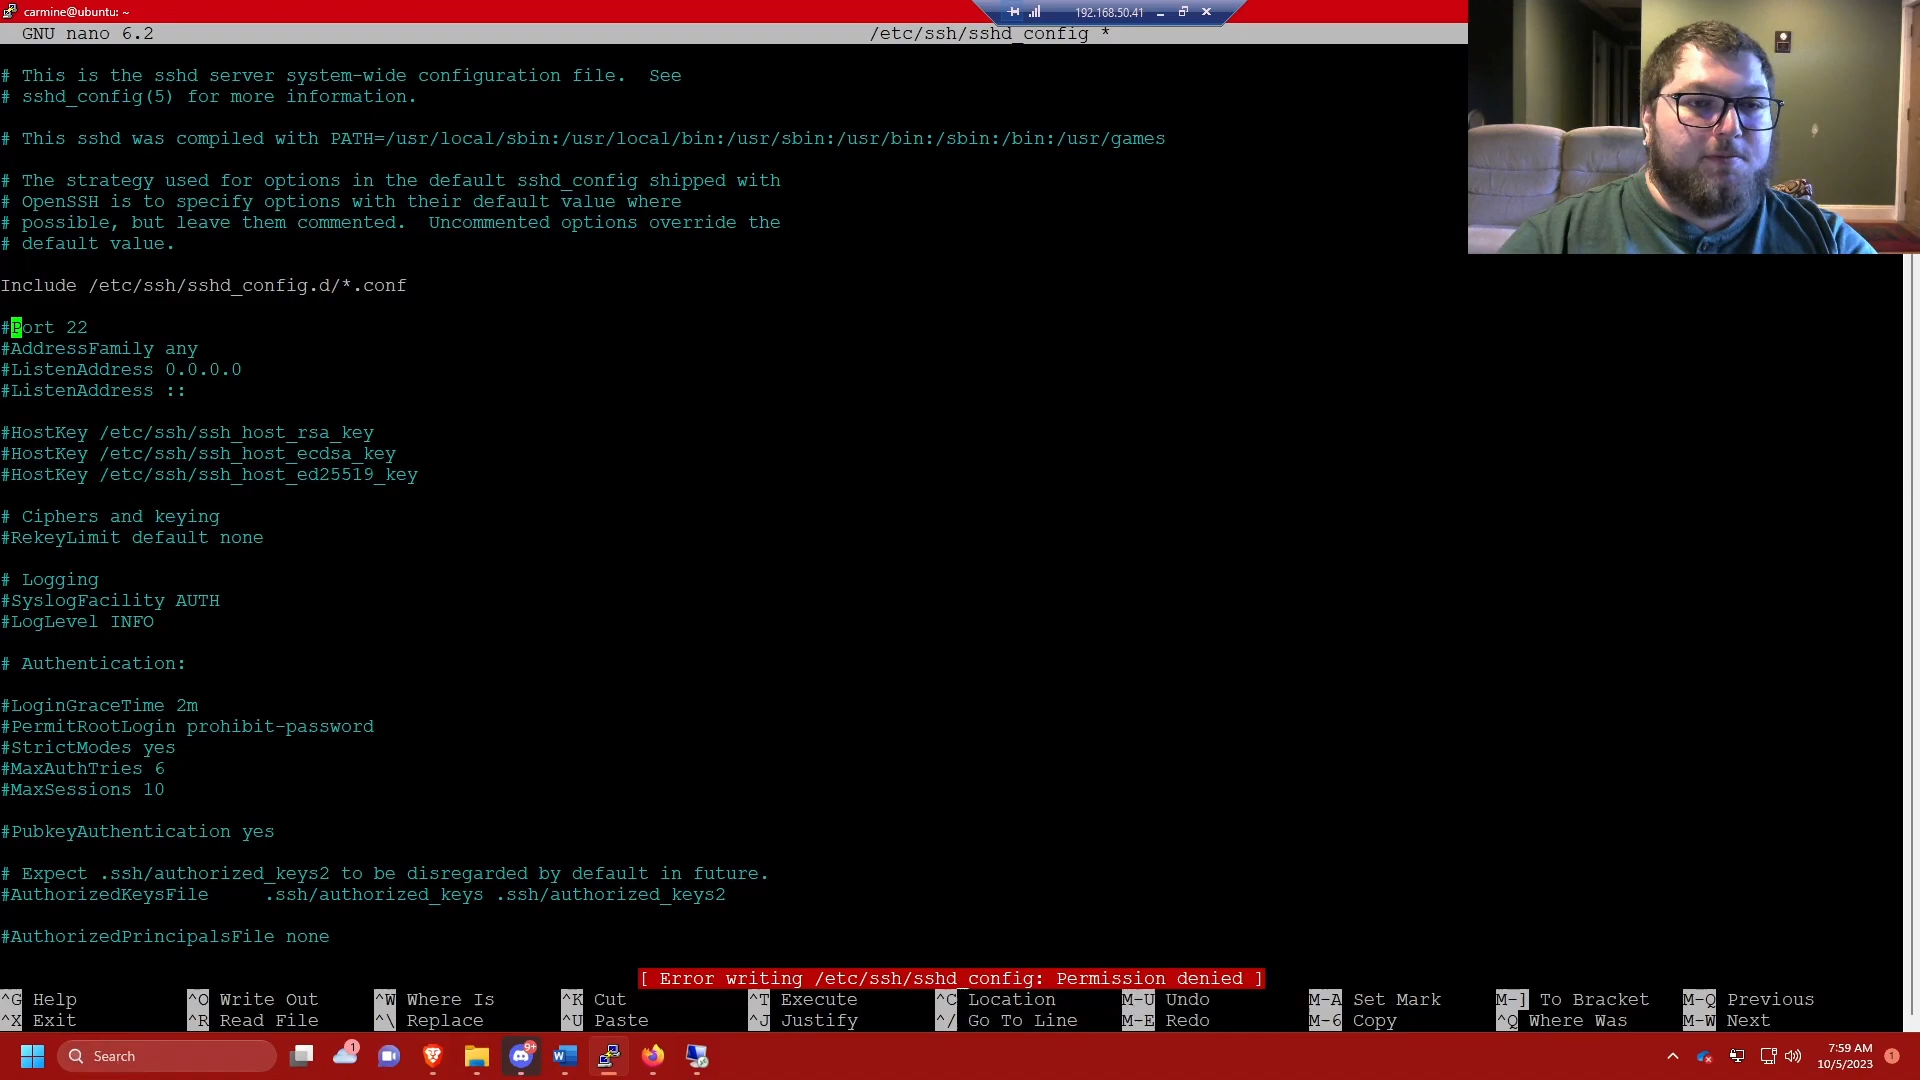 carmine@ubuntu: ~
192.168.50.41
GNU nano 6.2 /etc/ssh/sshd_config *
# This is the sshd server system-wide configuration file.  See
# sshd_config(5) for more information.
# This sshd was compiled with PATH=/usr/local/sbin:/usr/local/bin:/usr/sbin:/usr/bin:/sbin:/bin:/usr/games
# The strategy used for options in the default sshd_config shipped with
# OpenSSH is to specify options with their default value where
# possible, but leave them commented.  Uncommented options override the
# default value.
Include /etc/ssh/sshd_config.d/*.conf
#Port 22
#AddressFamily any
#ListenAddress 0.0.0.0
#ListenAddress ::
#HostKey /etc/ssh/ssh_host_rsa_key
#HostKey /etc/ssh/ssh_host_ecdsa_key
#HostKey /etc/ssh/ssh_host_ed25519_key
# Ciphers and keying
#RekeyLimit default none
# Logging
#SyslogFacility AUTH
#LogLevel INFO
# Authentication:
#LoginGraceTime 2m
#PermitRootLogin prohibit-password
#StrictModes yes
#MaxAuthTries 6
#MaxSessions 10
#PubkeyAuthentication yes
# Expect .ssh/authorized_keys2 to be disregarded by default in future.
#AuthorizedKeysFile     .ssh/authorized_keys .ssh/authorized_keys2
#AuthorizedPrincipalsFile none
[ Error writing /etc/ssh/sshd_config: Permission denied ]
^G Help ^O Write Out ^W Where Is ^K Cut ^T Execute ^C Location M-U Undo M-A Set Mark M-] To Bracket M-Q Previous
^X Exit ^R Read File ^\ Replace ^U Paste ^J Justify ^/ Go To Line M-E Redo M-6 Copy ^Q Where Was M-W Next
Search 1 9+ W 7:59 AM 1
10/5/2023